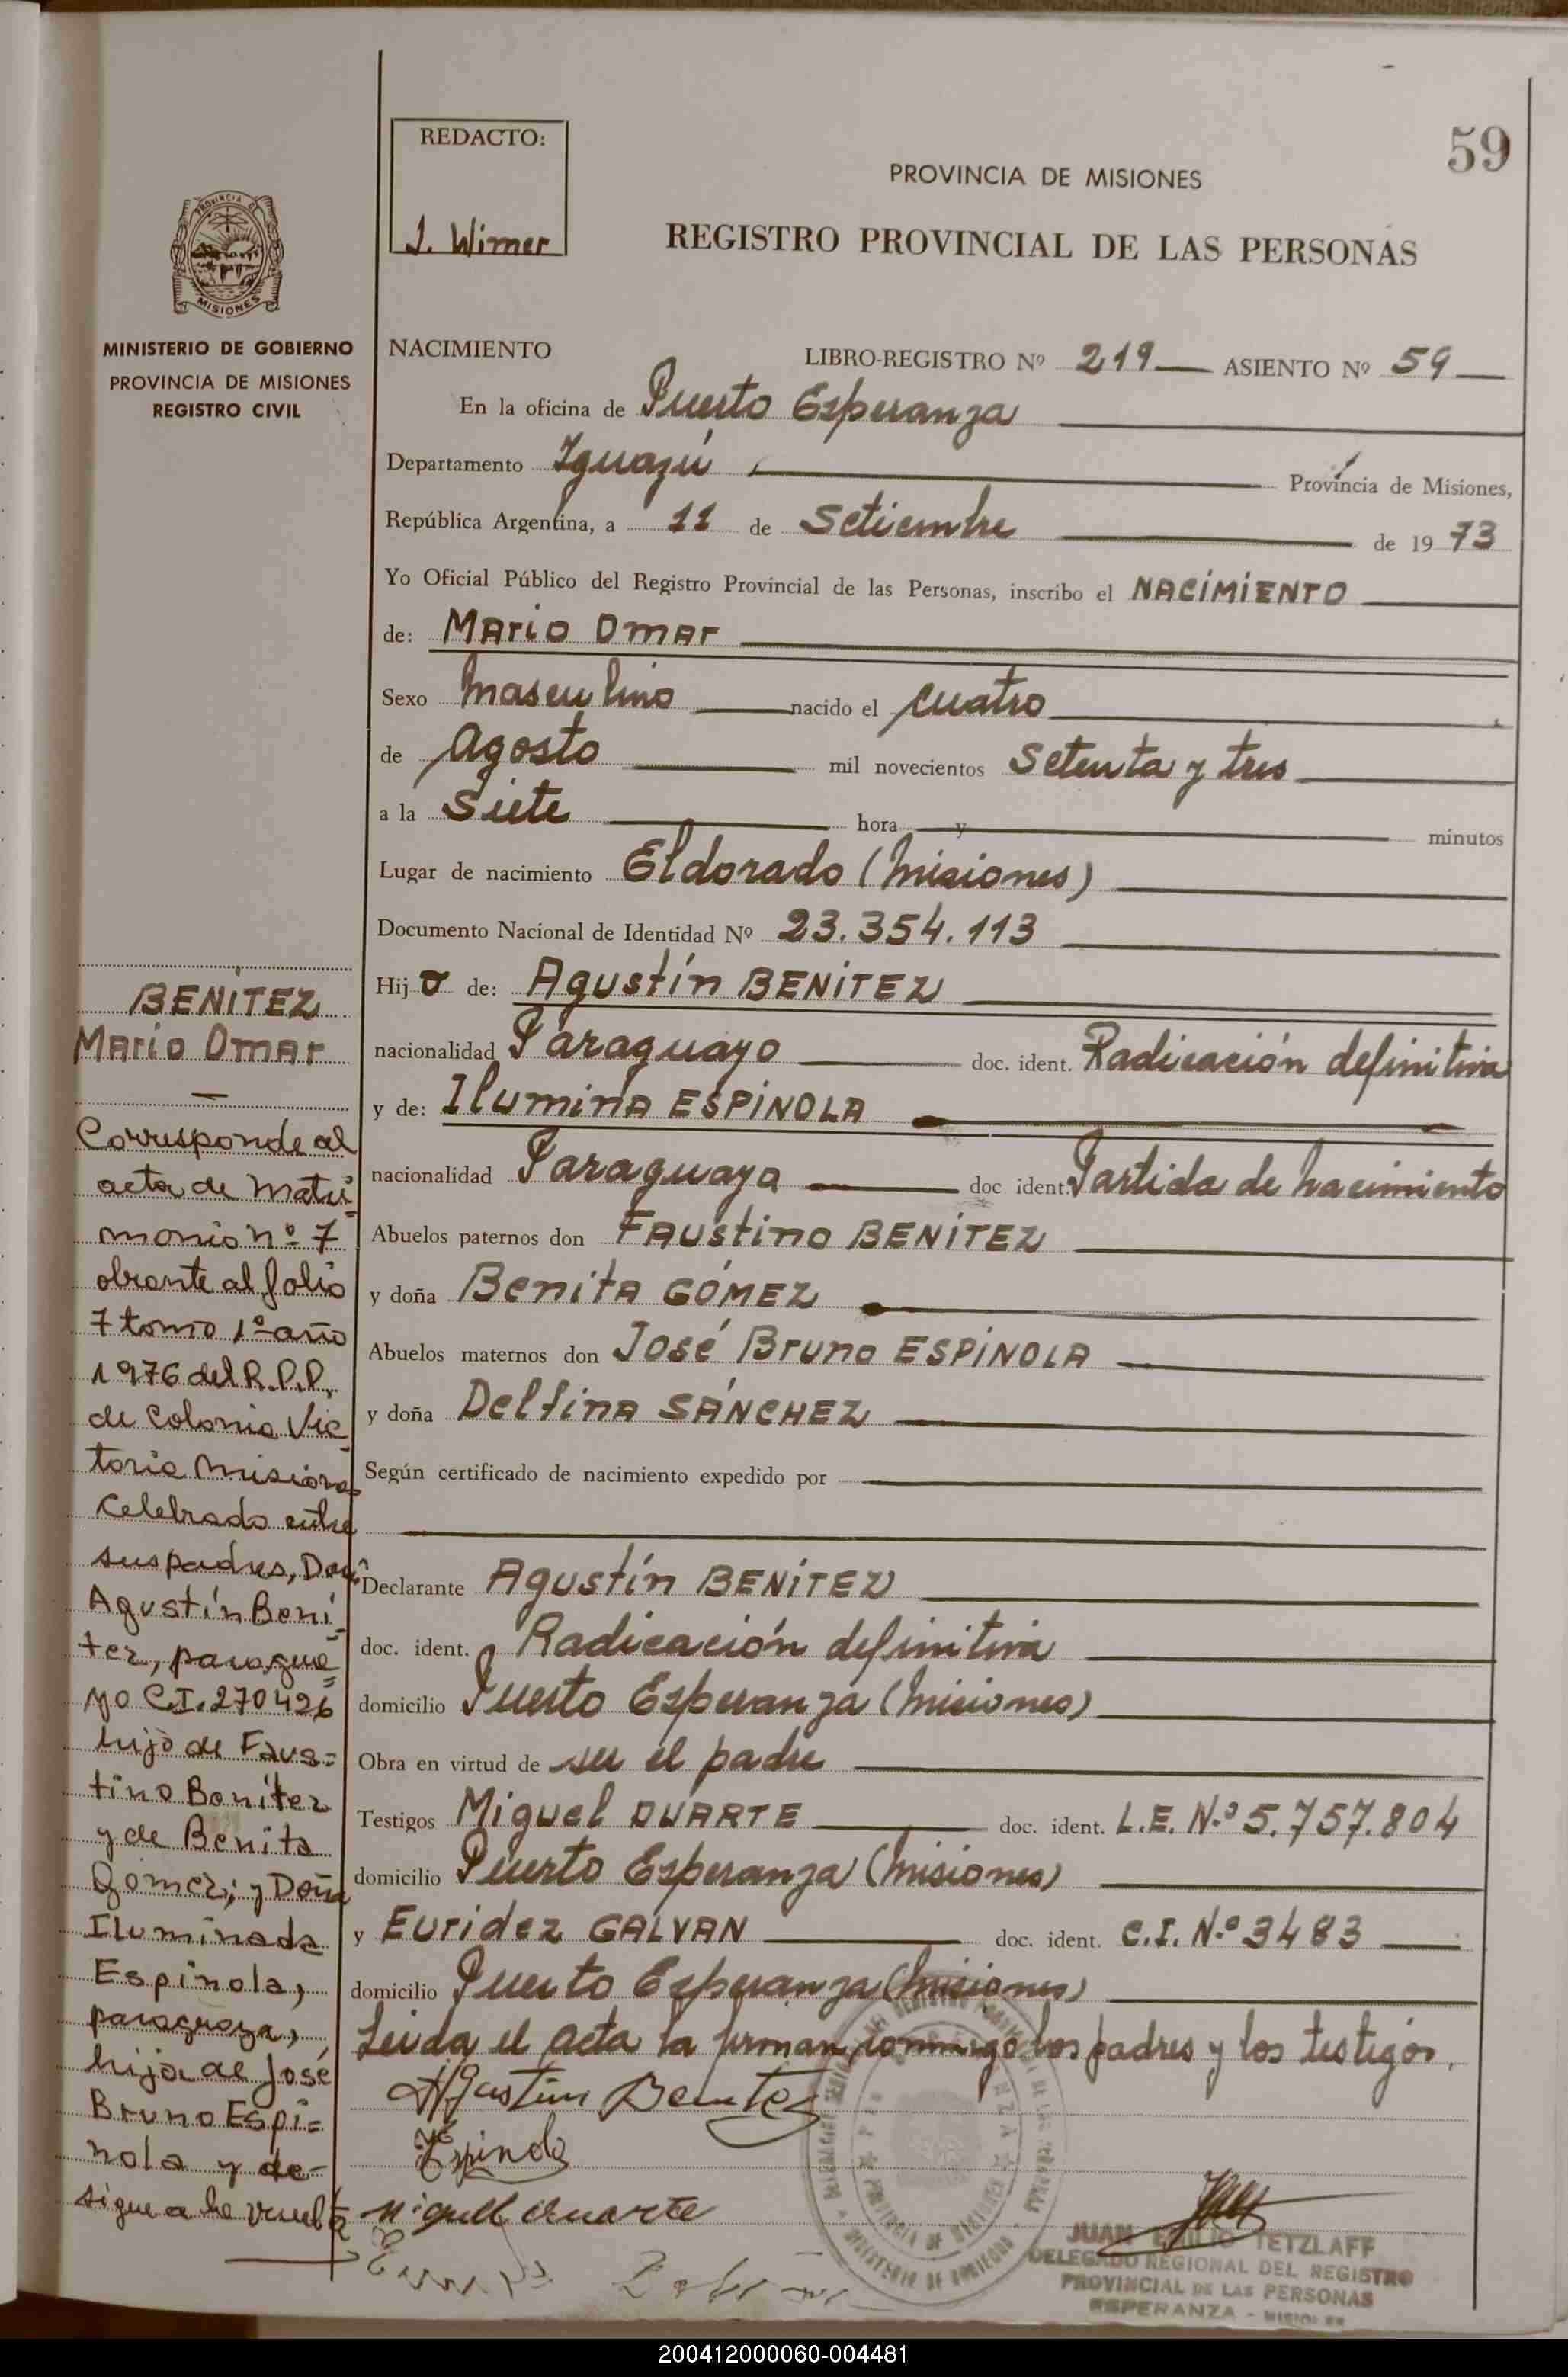 59
REDACTO:
J. Wimer
PROVINCIA DE MISIONES
REGISTRO PROVINCIAL DE LAS PERSONAS
PROVINCIA DE
MISIONES
MINISTERIO DE GOBIERNO
PROVINCIA DE MISIONES
REGISTRO CIVIL
NACIMIENTO LIBRO-REGISTRO Nº 219 ASIENTO Nº 59
En la oficina de Puerto Esperanza
Departamento Iguazú Provincia de Misiones,
República Argentina, a 11 de Setiembre de 1973
Yo Oficial Público del Registro Provincial de las Personas, inscribo el NACIMIENTO
de: Mario Omar
Sexo Masculino nacido el cuatro
de Agosto mil novecientos Setenta y tres
a la Siete hora y minutos
Lugar de nacimiento Eldorado (Misiones)
Documento Nacional de Identidad Nº 23.354.113
Hijo de: Agustín BENITEZ
nacionalidad Paraguayo doc. ident. Radicación definitiva
y de: Ilumina ESPINOLA
nacionalidad Paraguaya doc ident. Partida de nacimiento
Abuelos paternos don Faustino BENITEZ
y doña Benita GÓMEZ
Abuelos maternos don José Bruno ESPINOLA
y doña Delfina SÁNCHEZ
Según certificado de nacimiento expedido por
Declarante Agustín BENITEZ
doc. ident. Radicación definitiva
domicilio Puerto Esperanza (Misiones)
Obra en virtud de ser el padre
Testigos Miguel DUARTE doc. ident. L.E. N.º 5.757.804
domicilio Puerto Esperanza (Misiones)
y Euridez GALVAN doc. ident. C.I. N.º 3483
domicilio Puerto Esperanza (Misiones)
Leida el acta la firman conmigo los padres y los testigos.
Agustin Benitez
Espinola
Miguel Duarte
JUAN EMILIO TETZLAFF
DELEGADO REGIONAL DEL REGISTRO
PROVINCIAL DE LAS PERSONAS
ESPERANZA - MISIONES
BENITEZ
Mario Omar
Corresponde al
acta de Matri=
monio Nº 7
obrante al folio
7 tomo 1º año
1976 del R.P.P.
de Colonia Vic
toria Misiones
Celebrado entre
sus padres, Don
Agustín Bení=
tez, paragua=
yo C.I. 270426
hijo de Faus=
tino Benítez
y de Benita
Gómez; y Doña
Iluminada
Espínola,
paraguaya,
hija de José
Bruno Espí=
nola y de-
sigue a la vuelta
200412000060-004481